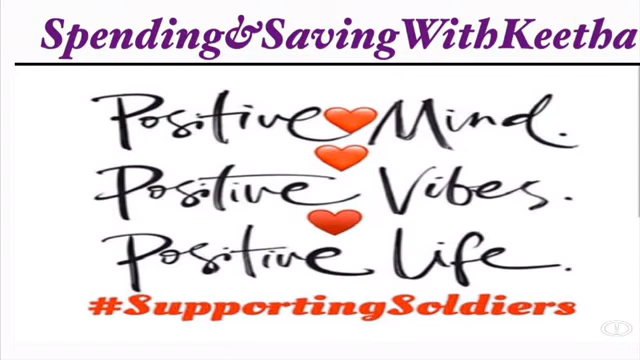 Spending&SavingWithKeetha
Positive Mind.
Positive Vibes.
Positive Life.
#SupportingSoldiers